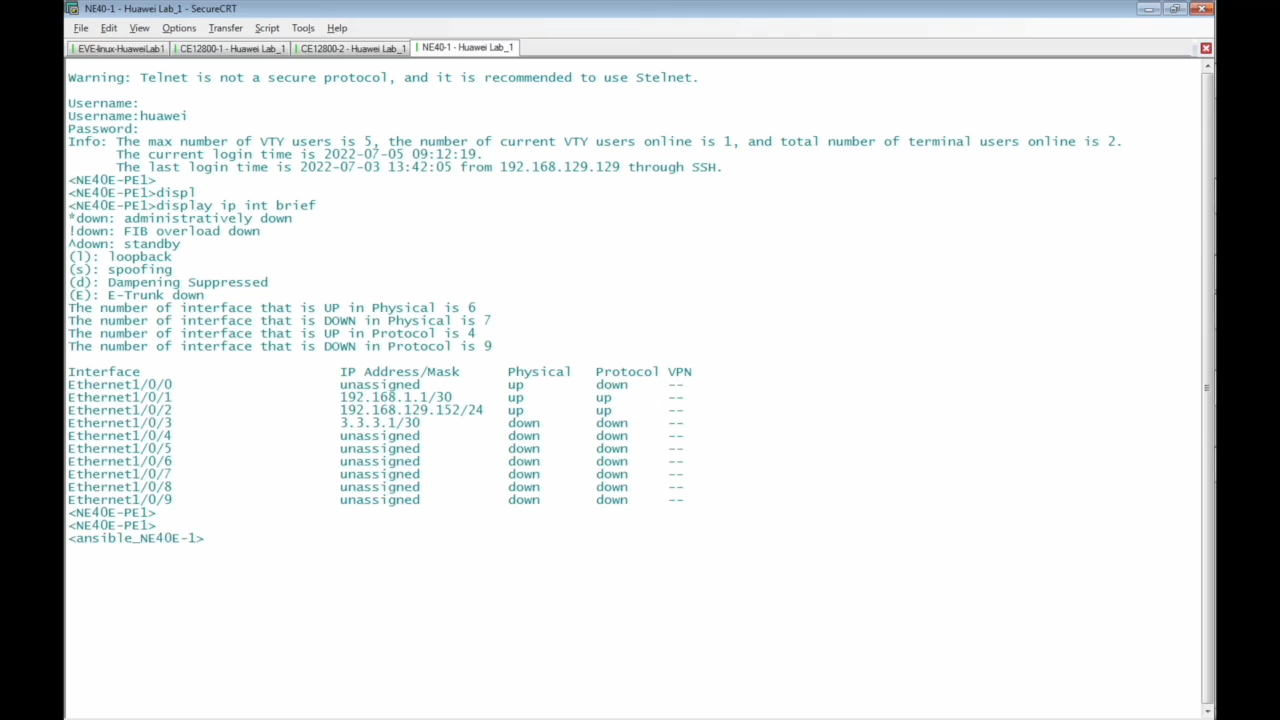 NE40-1 - Huawei Lab_1 - SecureCRT
File Edit View Options Transfer Script Tools Help
EVE4inux-HuaweiLab1 CE12800-1 - Huawei Lab_1 CE12800-2 - Huawei Lab_1 NE40-1 - Huawei Lab_1
Warning: Telnet is not a secure protocol, and it is recommended to use Stelnet.
Username:
Username:huawei
Password:
Info: The max number of VTY users is 5, the number of current VTY users online is 1, and total number of terminal users online is 2.
The current login time is 2022-07-05 09:12:19.
The last login time is 2022-07-03 13:42:05 from 192.168.129.129 through SSH.
<NE40E-PE1>
<NE40E-PE1>displ
<NE40E-PE1>display ip int brief
*down: administratively down
!down: FIB overload down
^down: standby
(l): loopback
(s): spoofing
(d): Dampening Suppressed
(E): E-Trunk down
The number of interface that is UP in Physical is 6
The number of interface that is DOWN in Physical is 7
The number of interface that is UP in Protocol is 4
The number of interface that is DOWN in Protocol is 9
Interface IP Address/Mask Physical Protocol VPN
Ethernet1/0/0 unassigned up down --
Ethernet1/0/1 192.168.1.1/30 up up --
Ethernet1/0/2 192.168.129.152/24 up up --
Ethernet1/0/3 3.3.3.1/30 down down --
Ethernet1/0/4 unassigned down down --
Ethernet1/0/5 unassigned down down --
Ethernet1/0/6 unassigned down down --
Ethernet1/0/7 unassigned down down --
Ethernet1/0/8 unassigned down down --
Ethernet1/0/9 unassigned down down --
<NE40E-PE1>
<NE40E-PE1>
<ansible_NE40E-1>